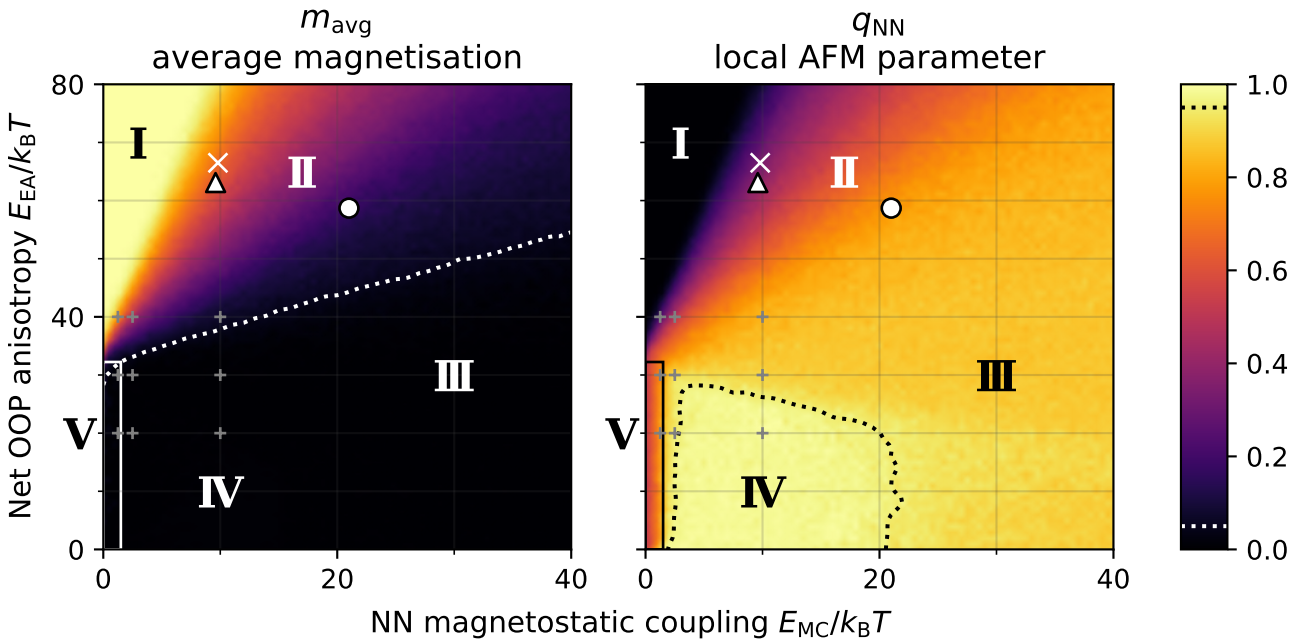 m_avg
average magnetisation
q_NN
local AFM parameter
Net OOP anisotropy E_EA/k_BT
80
40
0
I
II
III
IV
V
0
20
40
I
II
III
IV
V
0
20
40
NN magnetostatic coupling E_MC/k_BT
1.0
0.8
0.6
0.4
0.2
0.0